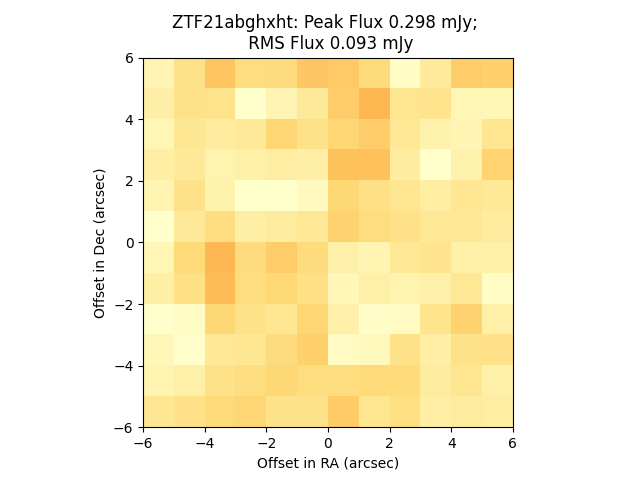 ZTF21abghxht: Peak Flux 0.298 mJy;
RMS Flux 0.093 mJy
6
4
2
0
−2
−4
−6
Offset in Dec (arcsec)
−6 −4 −2 0 2 4 6
Offset in RA (arcsec)